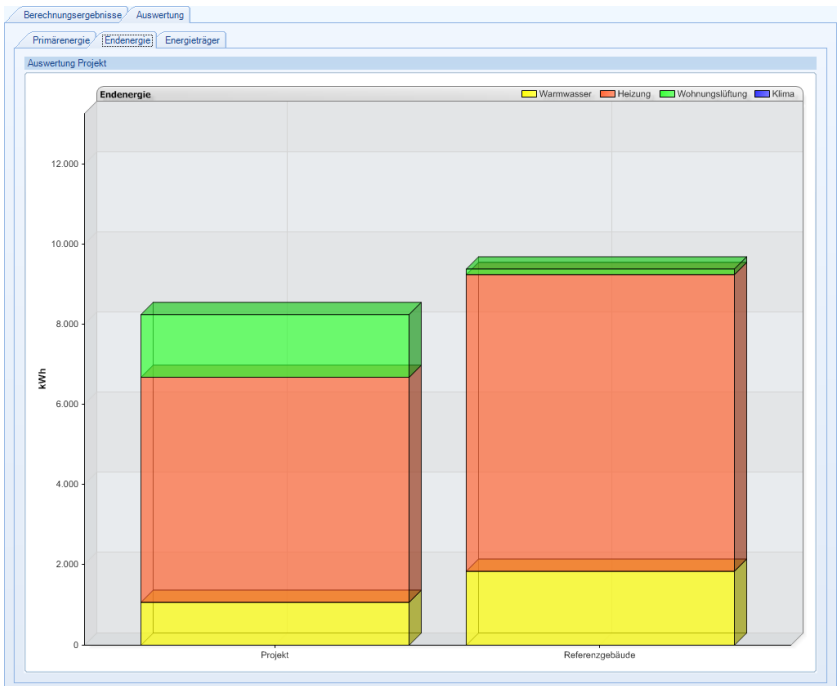 Berechnungsergebnisse Auswertung
Primärenergie Endenergie Energieträger
Auswertung Projekt
Endenergie Warmwasser Heizung Wohnungslüftung Klima
12.000
10.000
8.000
kWh
6.000
4.000
2.000
0
Projekt Referenzgebäude